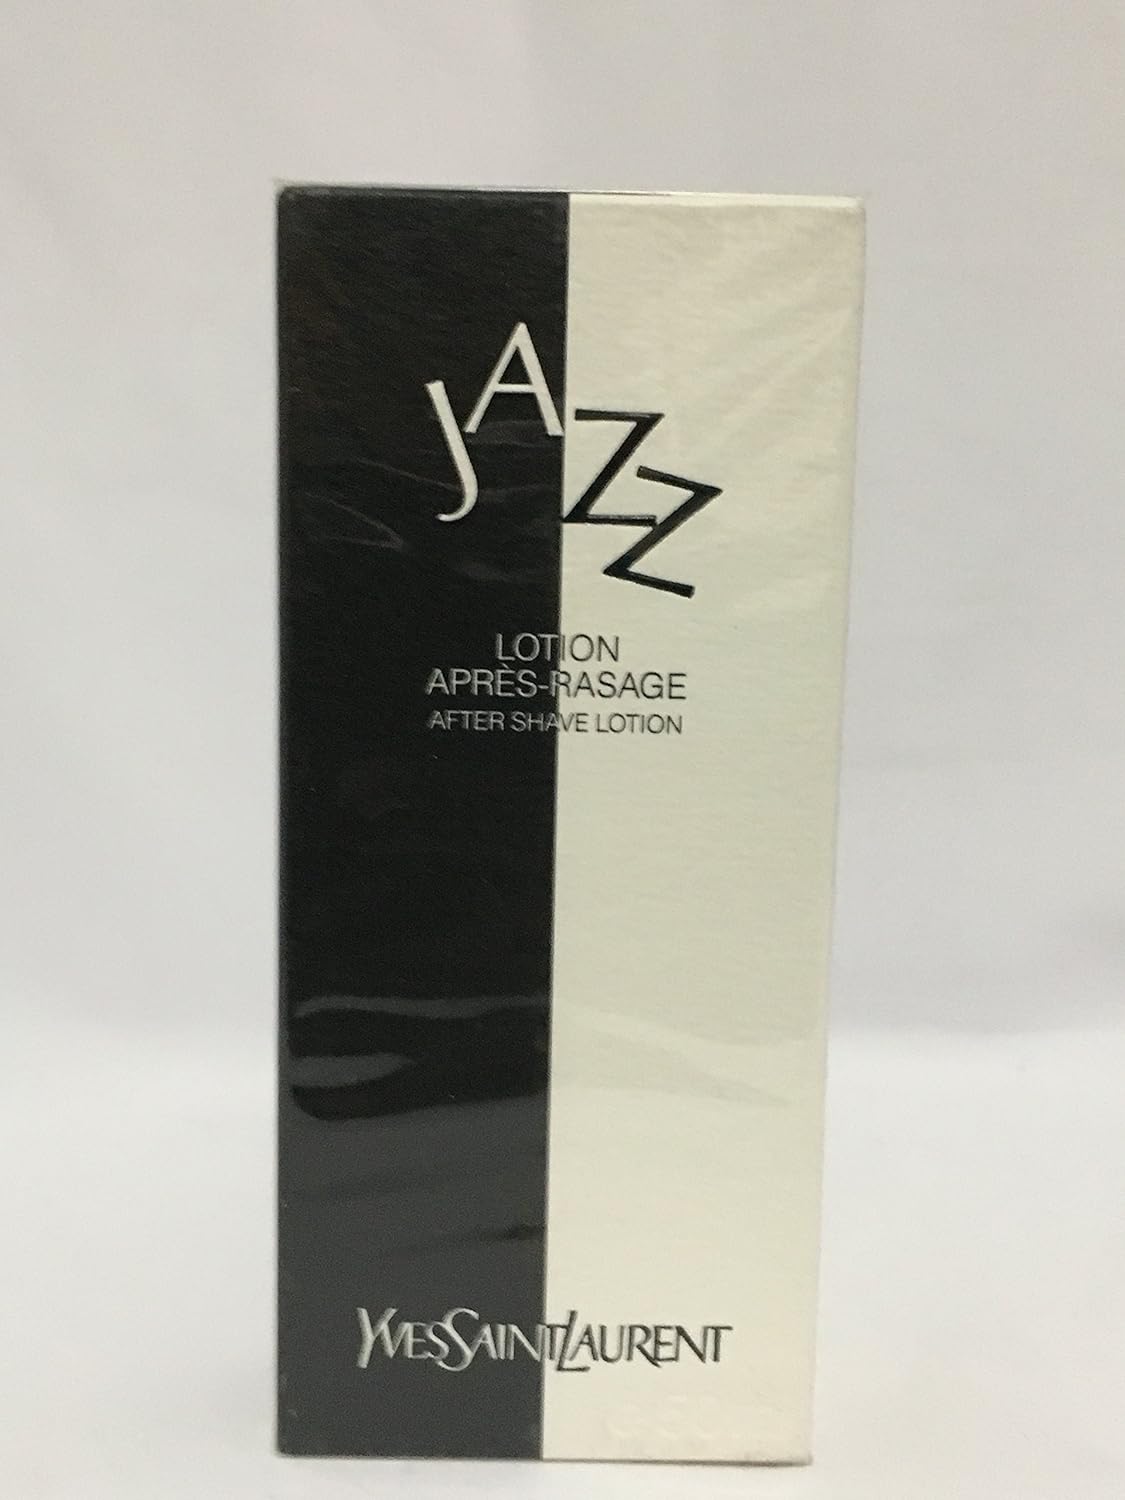 JAZZ
LOTION
APRÈS-RASAGE
AFTER SHAVE LOTION
YVESSAINTLAURENT